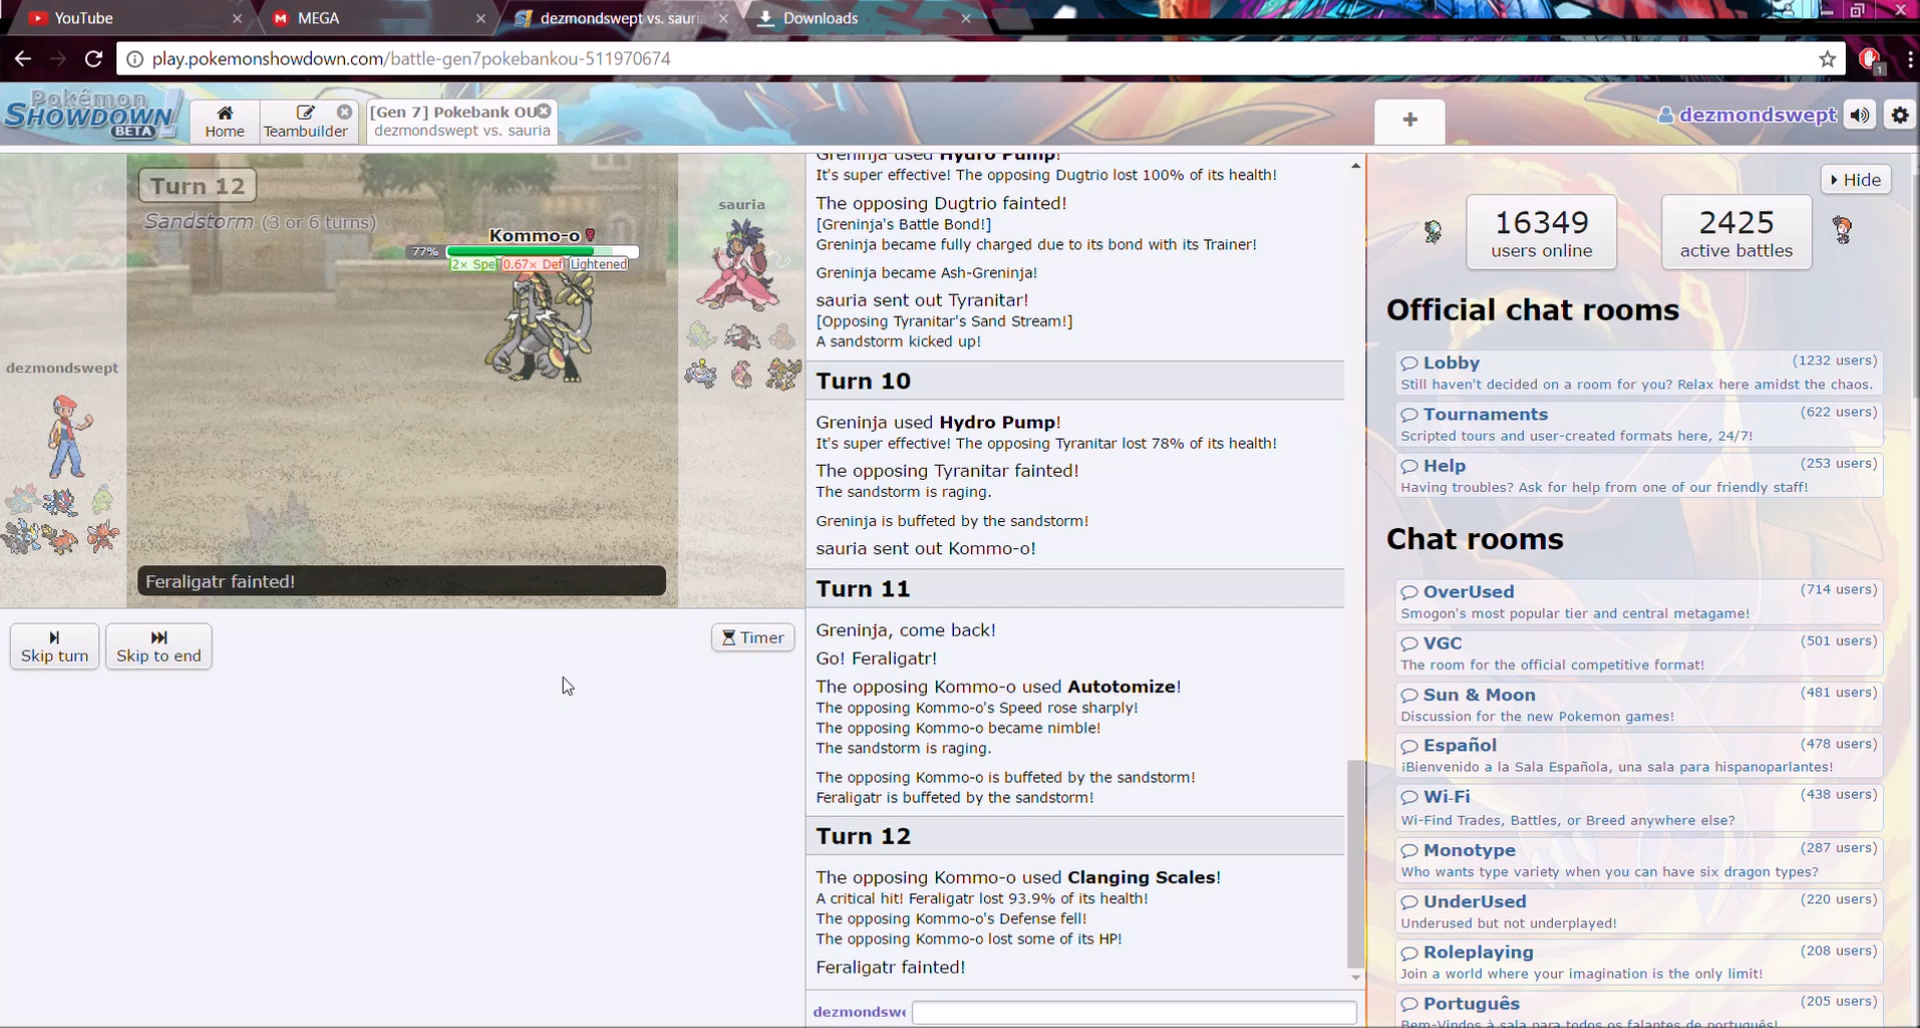 YouTube
MEGA
dezmondswept vs. sauria
Downloads
play.pokemonshowdown.com/battle-gen7pokebankou-511970674
1
Pokémon
SHOWDOWN
BETA
Home
Teambuilder
[Gen 7] Pokebank OU
dezmondswept vs. sauria
+
dezmondswept
Turn 12
Sandstorm (3 or 6 turns)
Kommo-o
77%
2× Spe
0.67× Def
Lightened
sauria
dezmondswept
Feraligatr fainted!
Skip turn
Skip to end
Timer
Greninja used Hydro Pump!
It's super effective! The opposing Dugtrio lost 100% of its health!
The opposing Dugtrio fainted!
[Greninja's Battle Bond!]
Greninja became fully charged due to its bond with its Trainer!
Greninja became Ash-Greninja!
sauria sent out Tyranitar!
[Opposing Tyranitar's Sand Stream!]
A sandstorm kicked up!
Turn 10
Greninja used Hydro Pump!
It's super effective! The opposing Tyranitar lost 78% of its health!
The opposing Tyranitar fainted!
The sandstorm is raging.
Greninja is buffeted by the sandstorm!
sauria sent out Kommo-o!
Turn 11
Greninja, come back!
Go! Feraligatr!
The opposing Kommo-o used Autotomize!
The opposing Kommo-o's Speed rose sharply!
The opposing Kommo-o became nimble!
The sandstorm is raging.
The opposing Kommo-o is buffeted by the sandstorm!
Feraligatr is buffeted by the sandstorm!
Turn 12
The opposing Kommo-o used Clanging Scales!
A critical hit! Feraligatr lost 93.9% of its health!
The opposing Kommo-o's Defense fell!
The opposing Kommo-o lost some of its HP!
Feraligatr fainted!
dezmondswe
Hide
16349
users online
2425
active battles
Official chat rooms
Lobby (1232 users)
Still haven't decided on a room for you? Relax here amidst the chaos.
Tournaments (622 users)
Scripted tours and user-created formats here, 24/7!
Help (253 users)
Having troubles? Ask for help from one of our friendly staff!
Chat rooms
OverUsed (714 users)
Smogon's most popular tier and central metagame!
VGC (501 users)
The room for the official competitive format!
Sun & Moon (481 users)
Discussion for the new Pokemon games!
Español (478 users)
¡Bienvenido a la Sala Española, una sala para hispanoparlantes!
Wi-Fi (438 users)
Wi-Find Trades, Battles, or Breed anywhere else?
Monotype (287 users)
Who wants type variety when you can have six dragon types?
UnderUsed (220 users)
Underused but not underplayed!
Roleplaying (208 users)
Join a world where your imagination is the only limit!
Português (205 users)
Bem-Vindos à sala para todos os falantes de português!